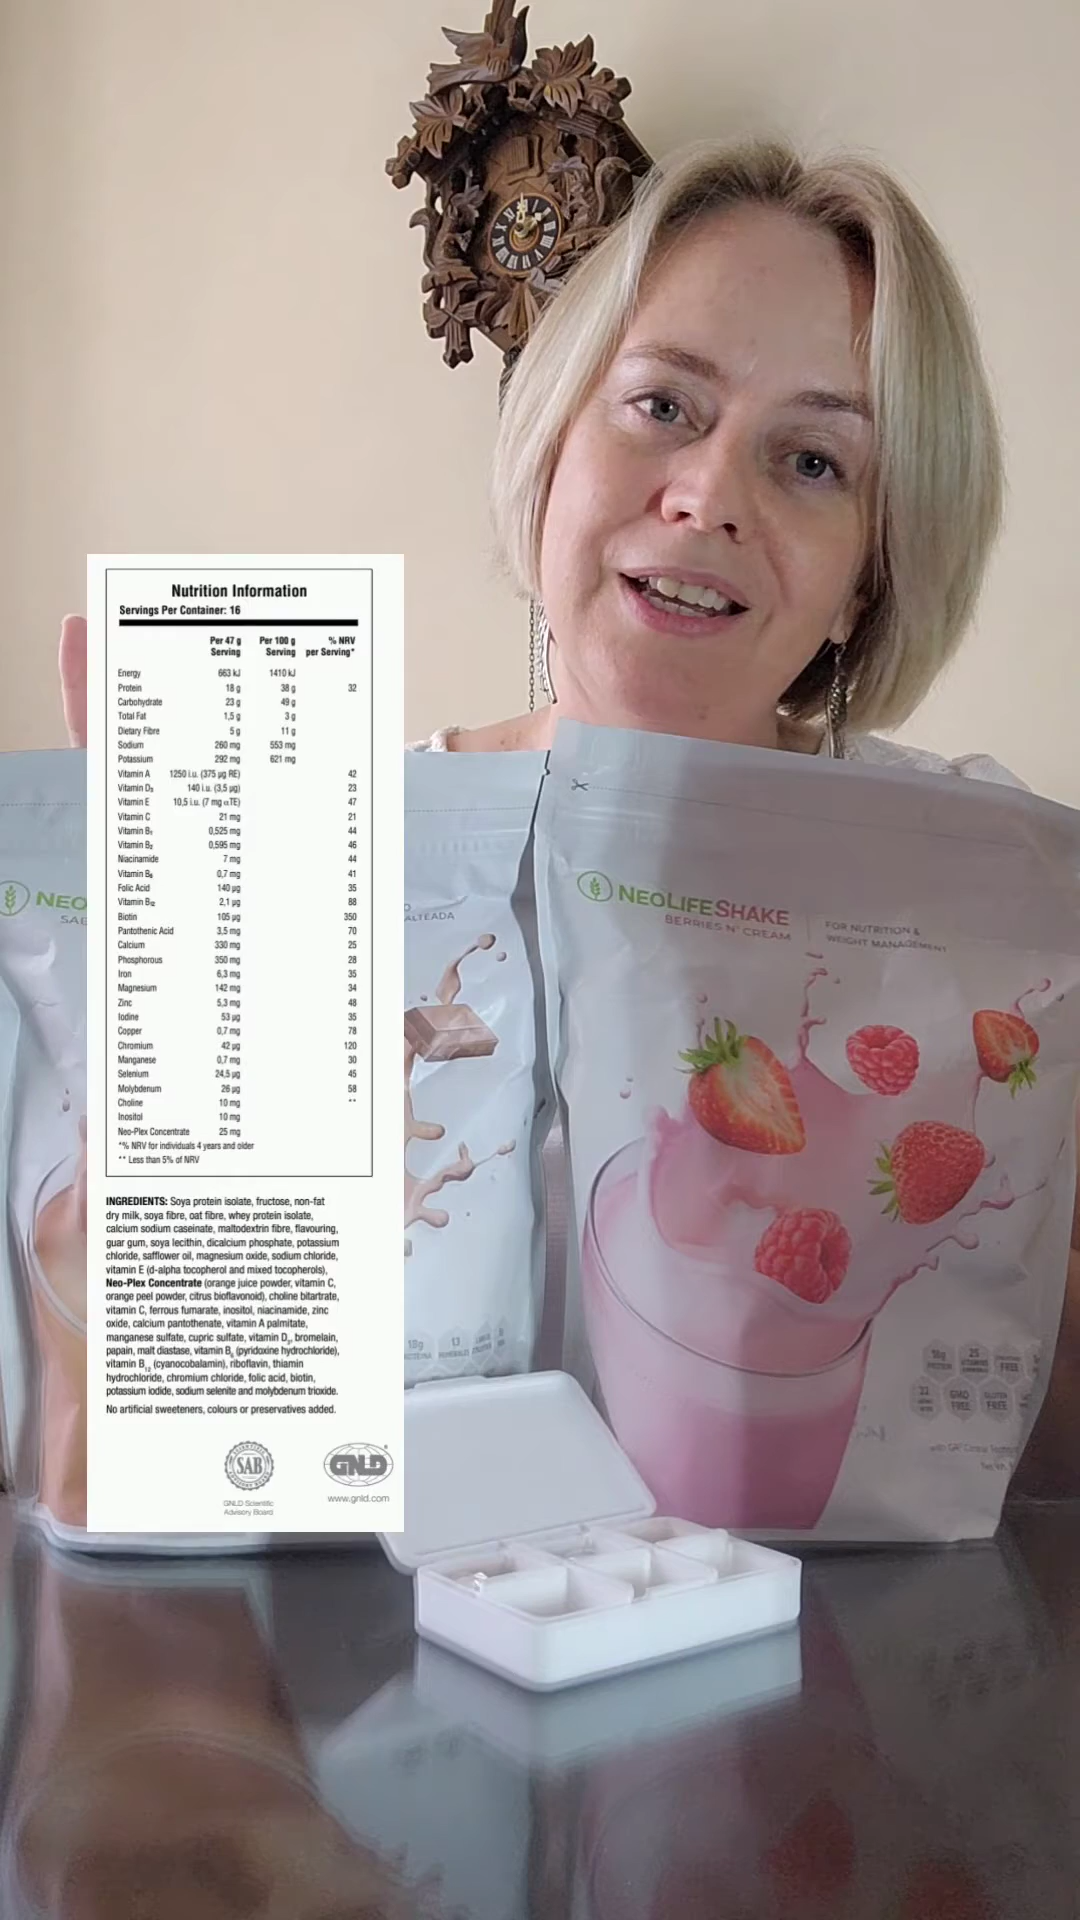 Nutrition Information
Servings Per Container: 16
Per 47 g Serving Per 100 g Serving % NRV per Serving*
Energy 663 kJ 1410 kJ
Protein 18 g 38 g 32
Carbohydrate 23 g 49 g
Total Fat 1,5 g 3 g
Dietary Fibre 5 g 11 g
Sodium 260 mg 553 mg
Potassium 292 mg 621 mg
Vitamin A 1250 i.u. (375 µg RE) 42
Vitamin D₃ 140 i.u. (3,5 µg) 23
Vitamin E 10,5 i.u. (7 mg αTE) 47
Vitamin C 21 mg 21
Vitamin B₁ 0,525 mg 44
Vitamin B₂ 0,595 mg 46
Niacinamide 7 mg 44
Vitamin B₆ 0,7 mg 41
Folic Acid 140 µg 35
Vitamin B₁₂ 2,1 µg 88
Biotin 105 µg 350
Pantothenic Acid 3,5 mg 70
Calcium 330 mg 25
Phosphorous 350 mg 28
Iron 6,3 mg 35
Magnesium 142 mg 34
Zinc 5,3 mg 48
Iodine 53 µg 35
Copper 0,7 mg 78
Chromium 42 µg 120
Manganese 0,7 mg 30
Selenium 24,5 µg 45
Molybdenum 26 µg 58
Choline 10 mg **
Inositol 10 mg
Neo-Plex Concentrate 25 mg
*% NRV for individuals 4 years and older
** Less than 5% of NRV
INGREDIENTS: Soya protein isolate, fructose, non-fat
dry milk, soya fibre, oat fibre, whey protein isolate,
calcium sodium caseinate, maltodextrin fibre, flavouring,
guar gum, soya lecithin, dicalcium phosphate, potassium
chloride, safflower oil, magnesium oxide, sodium chloride,
vitamin E (d-alpha tocopherol and mixed tocopherols),
Neo-Plex Concentrate (orange juice powder, vitamin C,
orange peel powder, citrus bioflavonoid), choline bitartrate,
vitamin C, ferrous fumarate, inositol, niacinamide, zinc
oxide, calcium pantothenate, vitamin A palmitate,
manganese sulfate, cupric sulfate, vitamin D₃, bromelain,
papain, malt diastase, vitamin B₆ (pyridoxine hydrochloride),
vitamin B₁₂ (cyanocobalamin), riboflavin, thiamin
hydrochloride, chromium chloride, folic acid, biotin,
potassium iodide, sodium selenite and molybdenum trioxide.
No artificial sweeteners, colours or preservatives added.
SAB
GNLD Scientific
Advisory Board
GNLD
www.gnld.com
NEO
ALTEADA
NEOLIFESHAKE
BERRIES N' CREAM
FOR NUTRITION &
WEIGHT MANAGEMENT
18g
13
18g PROTEIN
25
FREE
22
GMO FREE
GLUTEN FREE